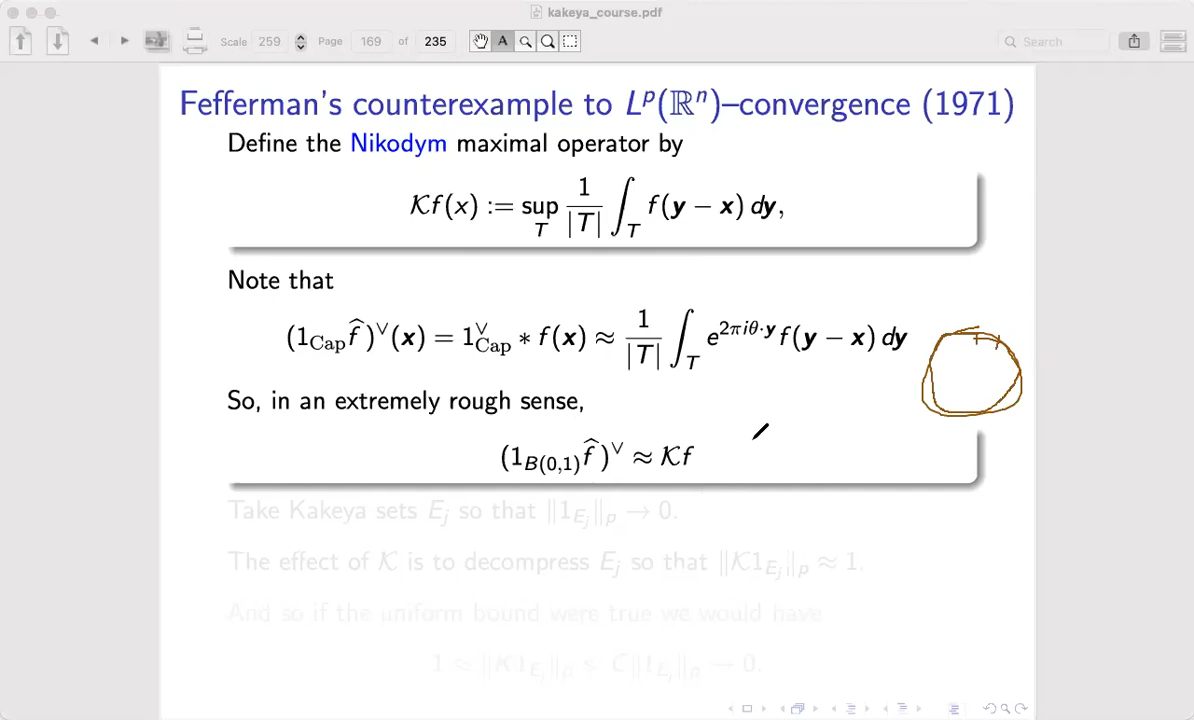 kakeya_course.pdf
Scale 259 Page 169 of 235 A Search
Fefferman's counterexample to Lᵖ(ℝⁿ)–convergence (1971)
Define the Nikodym maximal operator by
𝒦f(x) := sup_T 1/|T| ∫_T f(y − x) dy,
Note that
(1_Cap f̂)^∨(x) = 1^∨_Cap ∗ f(x) ≈ 1/|T| ∫_T e^{2πiθ·y} f(y − x) dy
So, in an extremely rough sense,
(1_{B(0,1)} f̂)^∨ ≈ 𝒦f
Take Kakeya sets E_j so that ‖1_{E_j}‖_p → 0.
The effect of 𝒦 is to decompress E_j so that ‖𝒦1_{E_j}‖_p ≈ 1.
And so if the uniform bound were true we would have
1 ≈ ‖𝒦1_{E_j}‖_p ≤ C‖1_{E_j}‖_p → 0.